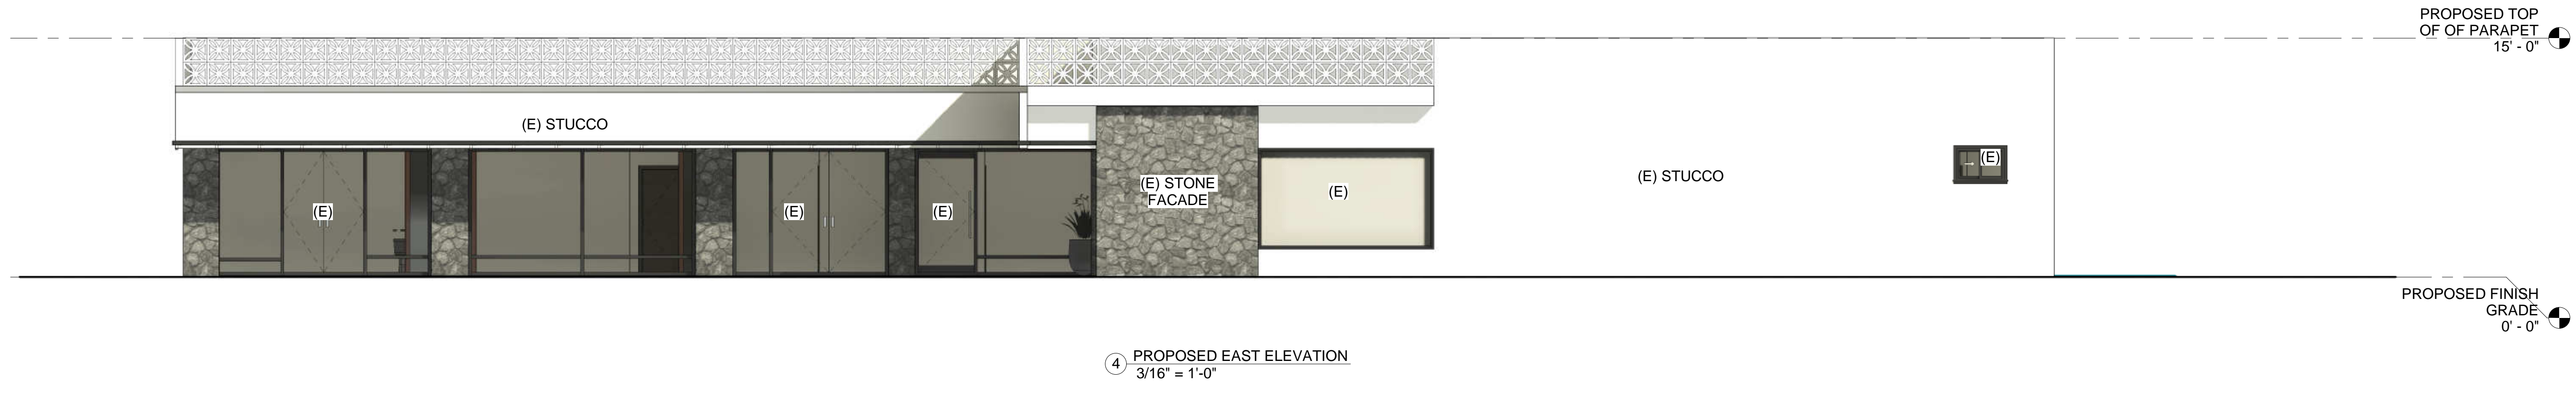 PROPOSED TOP
OF OF PARAPET
15' - 0"
(E) STUCCO
(E)
(E)
(E)
(E) STONE
FACADE
(E)
(E) STUCCO
(E)
PROPOSED FINISH
GRADE
0' - 0"
4 PROPOSED EAST ELEVATION
3/16" = 1'-0"